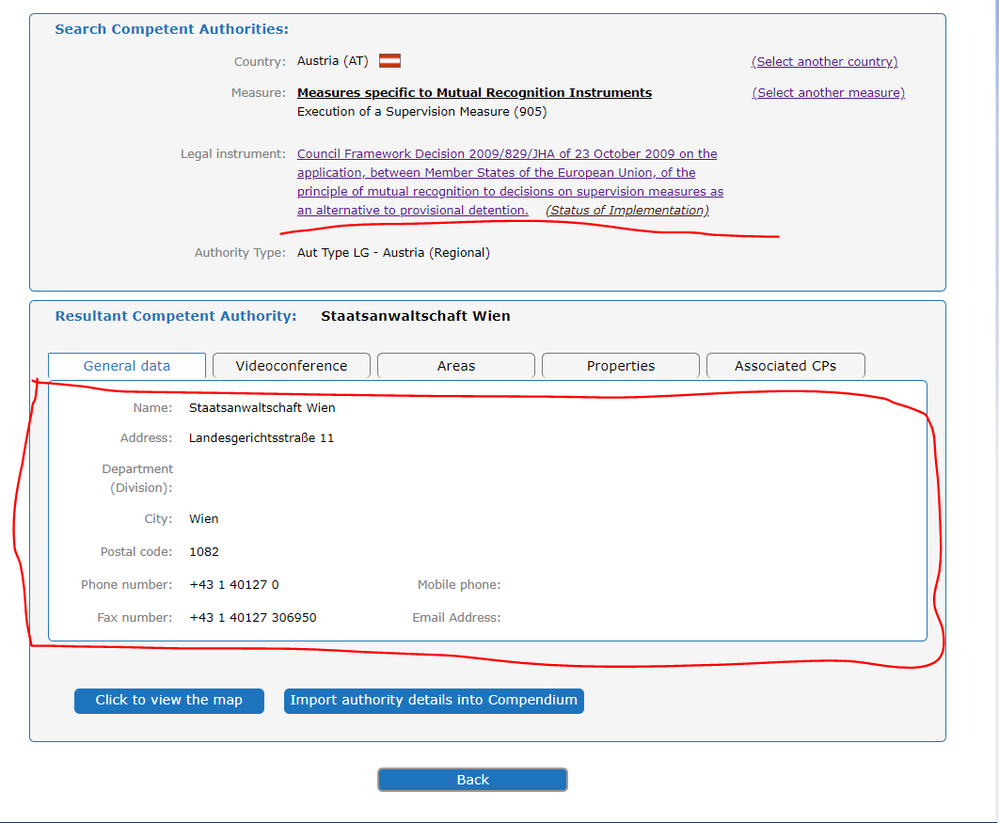 Search Competent Authorities:
Country: Austria (AT) (Select another country)
Measure: Measures specific to Mutual Recognition Instruments (Select another measure)
Execution of a Supervision Measure (905)
Legal instrument: Council Framework Decision 2009/829/JHA of 23 October 2009 on the
application, between Member States of the European Union, of the
principle of mutual recognition to decisions on supervision measures as
an alternative to provisional detention. (Status of Implementation)
Authority Type: Aut Type LG - Austria (Regional)
Resultant Competent Authority: Staatsanwaltschaft Wien
General data Videoconference Areas Properties Associated CPs
Name: Staatsanwaltschaft Wien
Address: Landesgerichtsstraße 11
Department
(Division):
City: Wien
Postal code: 1082
Phone number: +43 1 40127 0 Mobile phone:
Fax number: +43 1 40127 306950 Email Address:
Click to view the map Import authority details into Compendium
Back